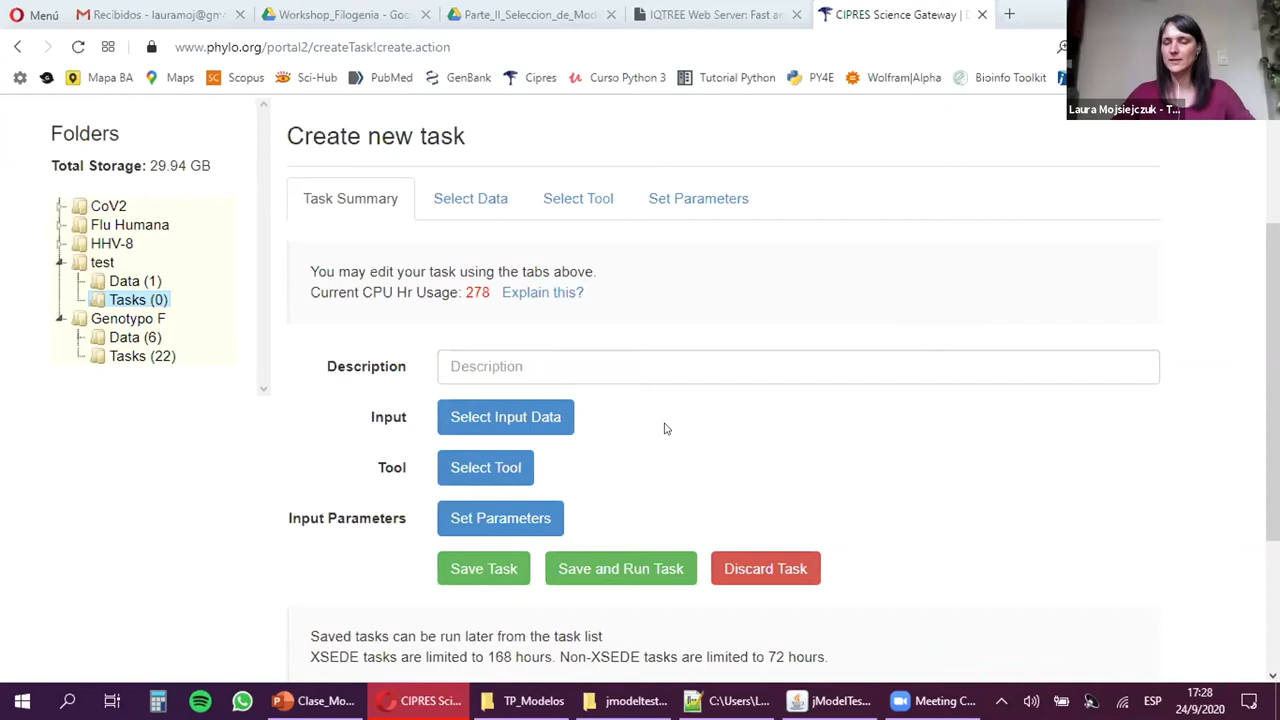 Menú
Recibidos - lauramoj@gm
Workshop_Filogenia - Goo
Parte_II_Seleccion_de_Mod
IQTREE Web Server: Fast an
CIPRES Science Gateway | D
www.phylo.org/portal2/createTask!create.action
Mapa BA
Maps
Scopus
Sci-Hub
PubMed
GenBank
Cipres
Curso Python 3
Tutorial Python
PY4E
Wolfram|Alpha
Bioinfo Toolkit
Laura Mojsiejczuk - T...
Folders
Total Storage: 29.94 GB
CoV2
Flu Humana
HHV-8
test
Data (1)
Tasks (0)
Genotypo F
Data (6)
Tasks (22)
Create new task
Task Summary
Select Data
Select Tool
Set Parameters
You may edit your task using the tabs above.
Current CPU Hr Usage: 278 Explain this?
Description
Description
Input
Select Input Data
Tool
Select Tool
Input Parameters
Set Parameters
Save Task
Save and Run Task
Discard Task
Saved tasks can be run later from the task list
XSEDE tasks are limited to 168 hours. Non-XSEDE tasks are limited to 72 hours.
Clase_Mo...
CIPRES Sci...
TP_Modelos
jmodeltest...
C:\Users\L...
jModelTes...
Meeting C...
ESP
17:28
24/9/2020